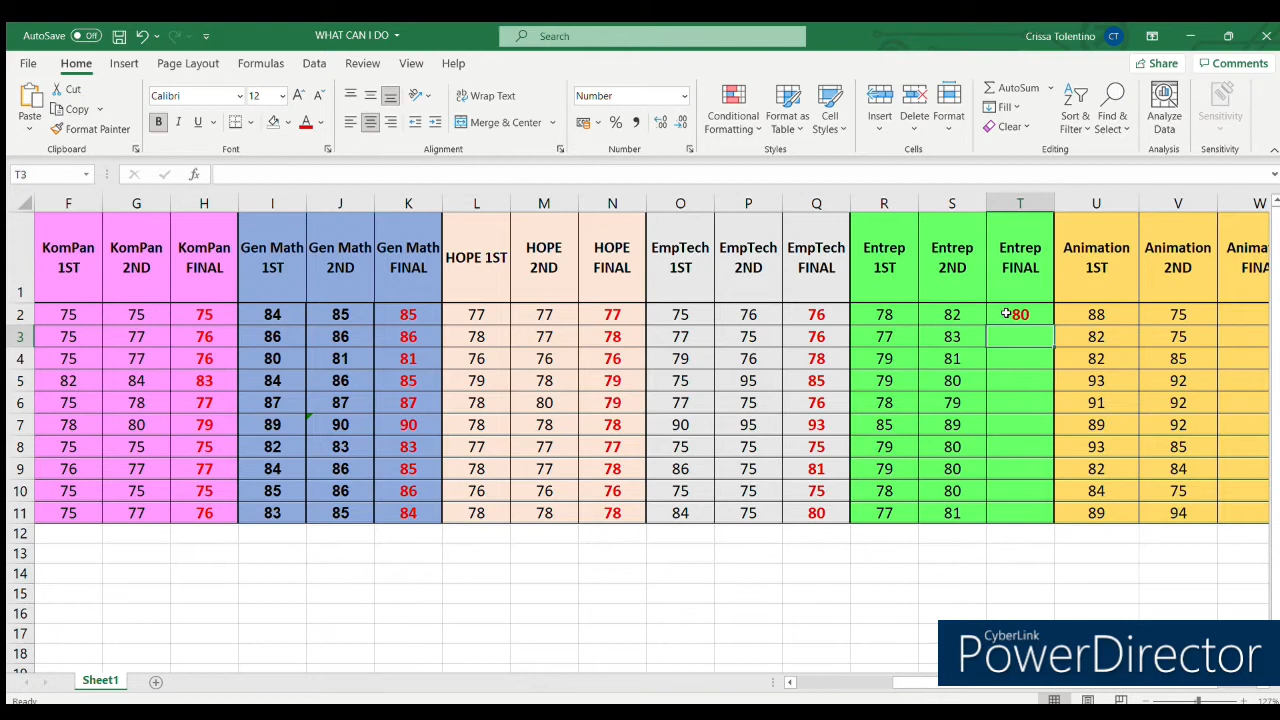 AutoSave Off WHAT CAN I DO Search Crissa Tolentino CT
File Home Insert Page Layout Formulas Data Review View Help Share Comments
Cut Calibri 12 Wrap Text Number AutoSum
Copy Fill
Paste Format Painter B I U A Merge & Center % Conditional Formatting Format as Table Cell Styles Insert Delete Format Clear Sort & Filter Find & Select Analyze Data Sensitivity
Clipboard Font Alignment Number Styles Cells Editing Analysis Sensitivity
T3 fx
F G H I J K L M N O P Q R S T U V W
1 KomPan 1ST KomPan 2ND KomPan FINAL Gen Math 1ST Gen Math 2ND Gen Math FINAL HOPE 1ST HOPE 2ND HOPE FINAL EmpTech 1ST EmpTech 2ND EmpTech FINAL Entrep 1ST Entrep 2ND Entrep FINAL Animation 1ST Animation 2ND
2 75 75 75 84 85 85 77 77 77 75 76 76 78 82 80 88 75
3 75 77 76 86 86 86 78 77 78 77 75 76 77 83 82 75
4 75 77 76 80 81 81 76 76 76 79 76 78 79 81 82 85
5 82 84 83 84 86 85 79 78 79 75 95 85 79 80 93 92
6 75 78 77 87 87 87 78 80 79 77 75 76 78 79 91 92
7 78 80 79 89 90 90 78 78 78 90 95 93 85 89 89 92
8 75 75 75 82 83 83 77 77 77 75 75 75 79 80 93 85
9 76 77 77 84 86 85 78 77 78 86 75 81 79 80 82 84
10 75 75 75 85 86 86 76 76 76 75 75 75 78 80 84 75
11 75 77 76 83 85 84 78 78 78 84 75 80 77 81 89 94
12
13
14
15
16
17
18
CyberLink
PowerDirector
Sheet1
Ready 127%